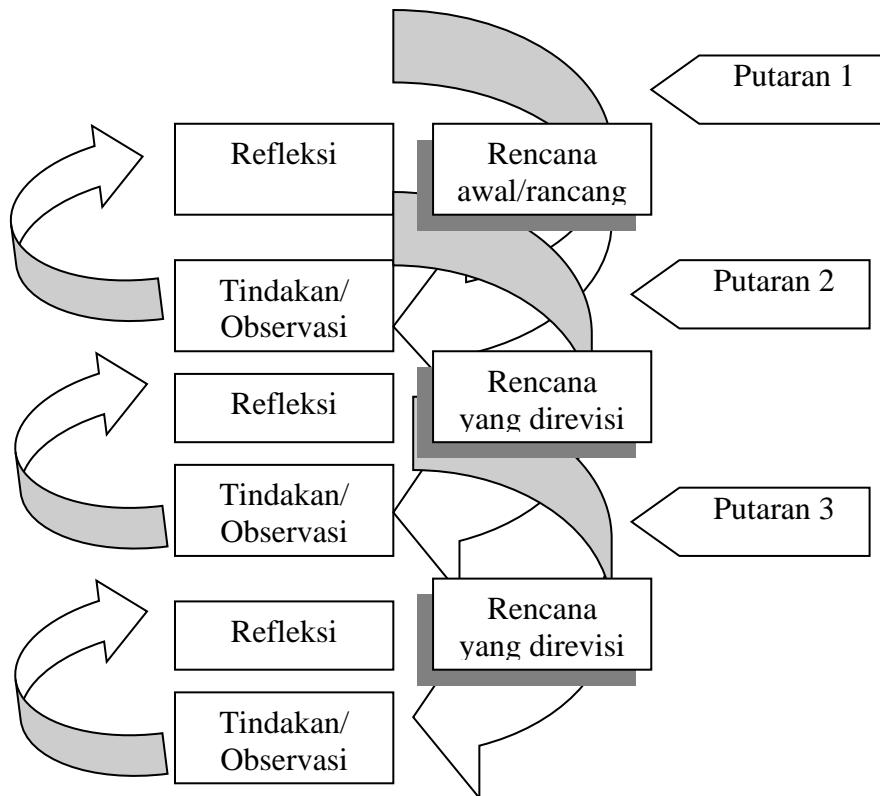 Putaran 1
Refleksi
Rencana
awal/rancang
Tindakan/
Observasi
Putaran 2
Refleksi
Rencana
yang direvisi
Tindakan/
Observasi
Putaran 3
Refleksi
Rencana
yang direvisi
Tindakan/
Observasi